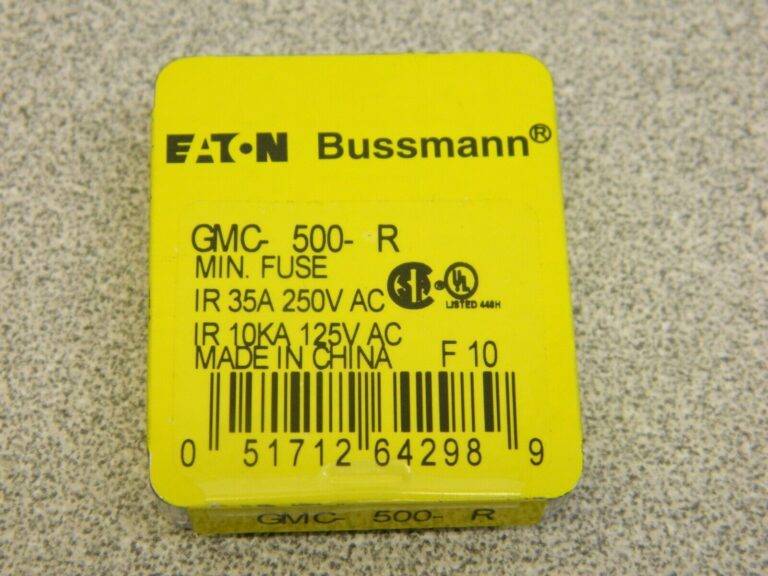 EATON Bussmann®
GMC- 500- R
MIN. FUSE
IR 35A 250V AC
LISTED 448H
IR 10KA 125V AC
MADE IN CHINA F 10
0 51712 64298 9
GMC- 500- R